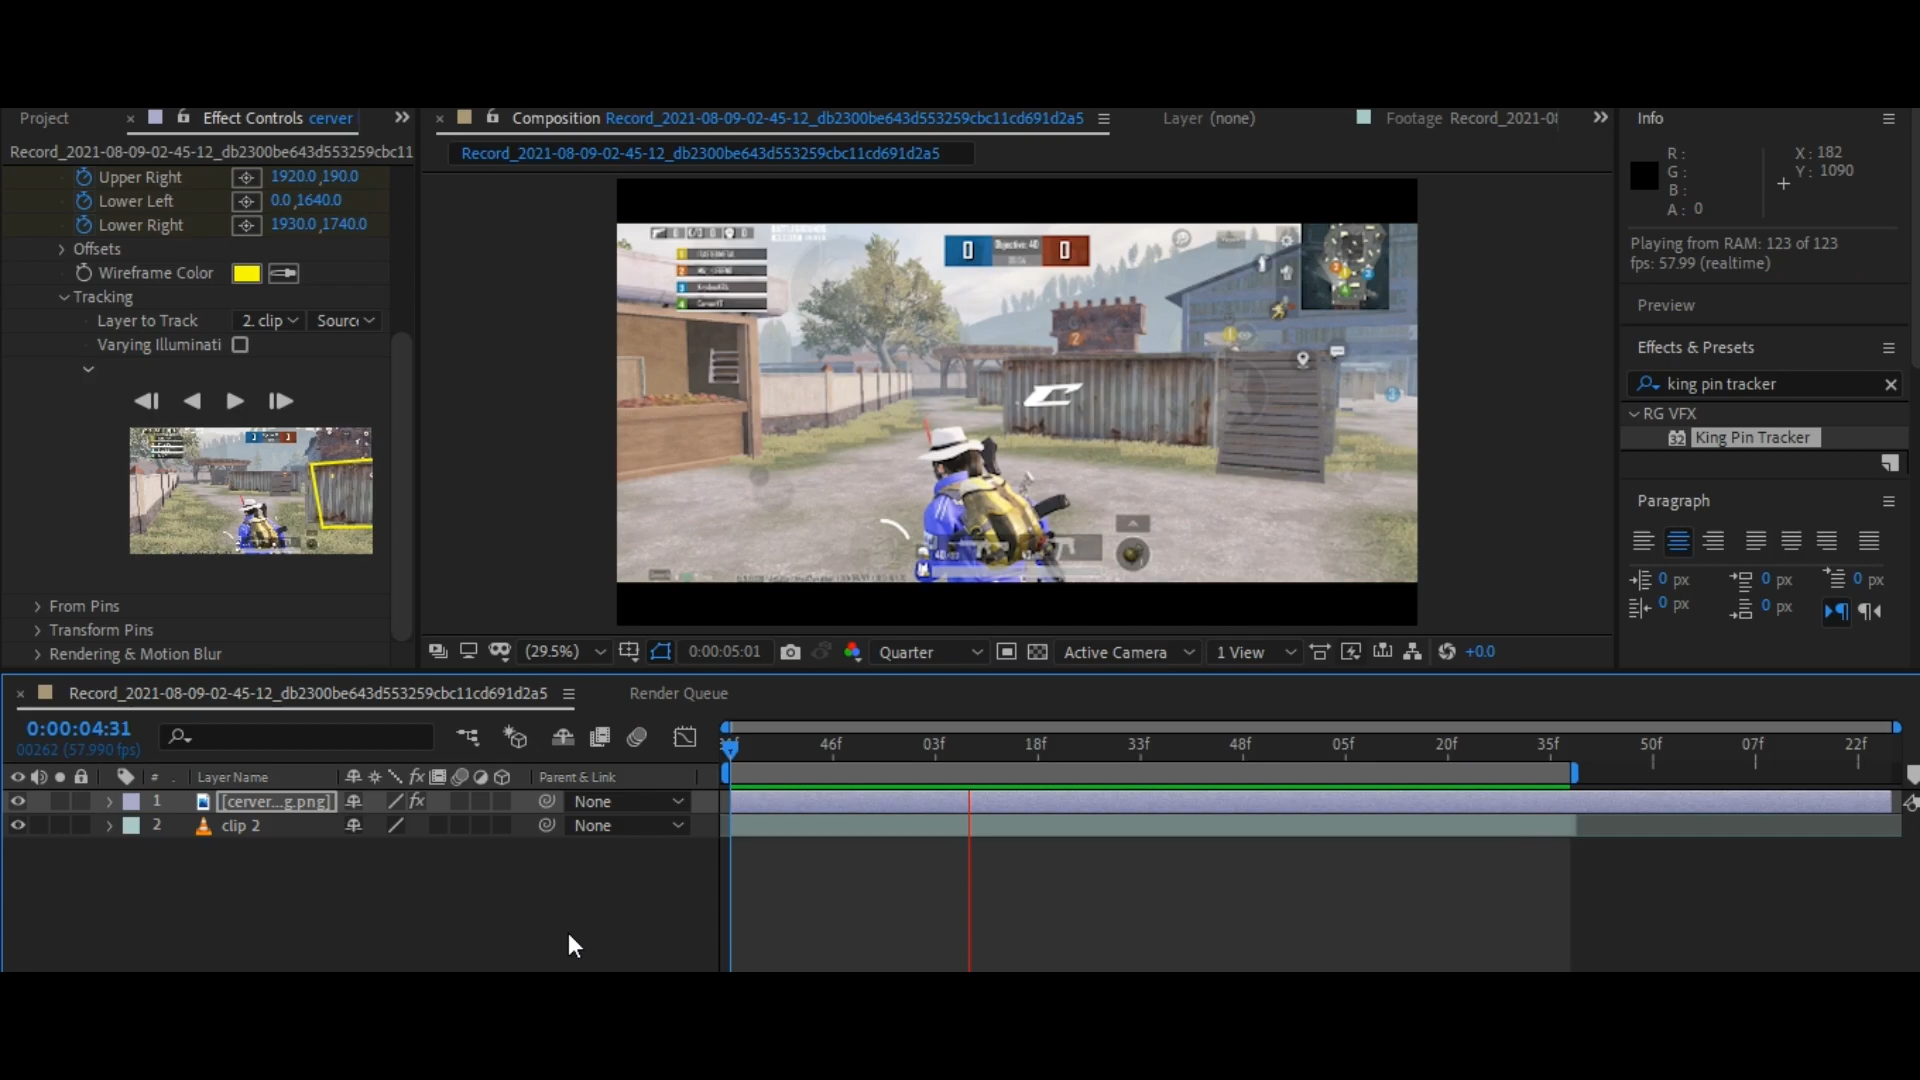 Project
Effect Controls cerver
Composition Record_2021-08-09-02-45-12_db2300be643d553259cbc11cd691d2a5
Layer (none)
Footage Record_2021-08
Info
Record_2021-08-09-02-45-12_db2300be643d553259cbc11
Record_2021-08-09-02-45-12_db2300be643d553259cbc11cd691d2a5
Upper Right 1920.0,190.0
Lower Left 0.0,1640.0
Lower Right 1930.0,1740.0
Offsets
Wireframe Color
Tracking
Layer to Track 2. clip Source
Varying Illuminati
From Pins
Transform Pins
Rendering & Motion Blur
0 Objective: 40 0
(29.5%) 0:00:05:01 Quarter Active Camera 1 View +0.0
R: X: 182
G: Y: 1090
B:
A: 0
Playing from RAM: 123 of 123
fps: 57.99 (realtime)
Preview
Effects & Presets
king pin tracker
RG VFX
32 King Pin Tracker
Paragraph
0 px 0 px 0 px
0 px 0 px
Record_2021-08-09-02-45-12_db2300be643d553259cbc11cd691d2a5
Render Queue
0:00:04:31
00262 (57.990 fps)
46f 03f 18f 33f 48f 05f 20f 35f 50f 07f 22f
# . Layer Name fx Parent & Link
1 [cerver...g.png] fx None
2 clip 2 None